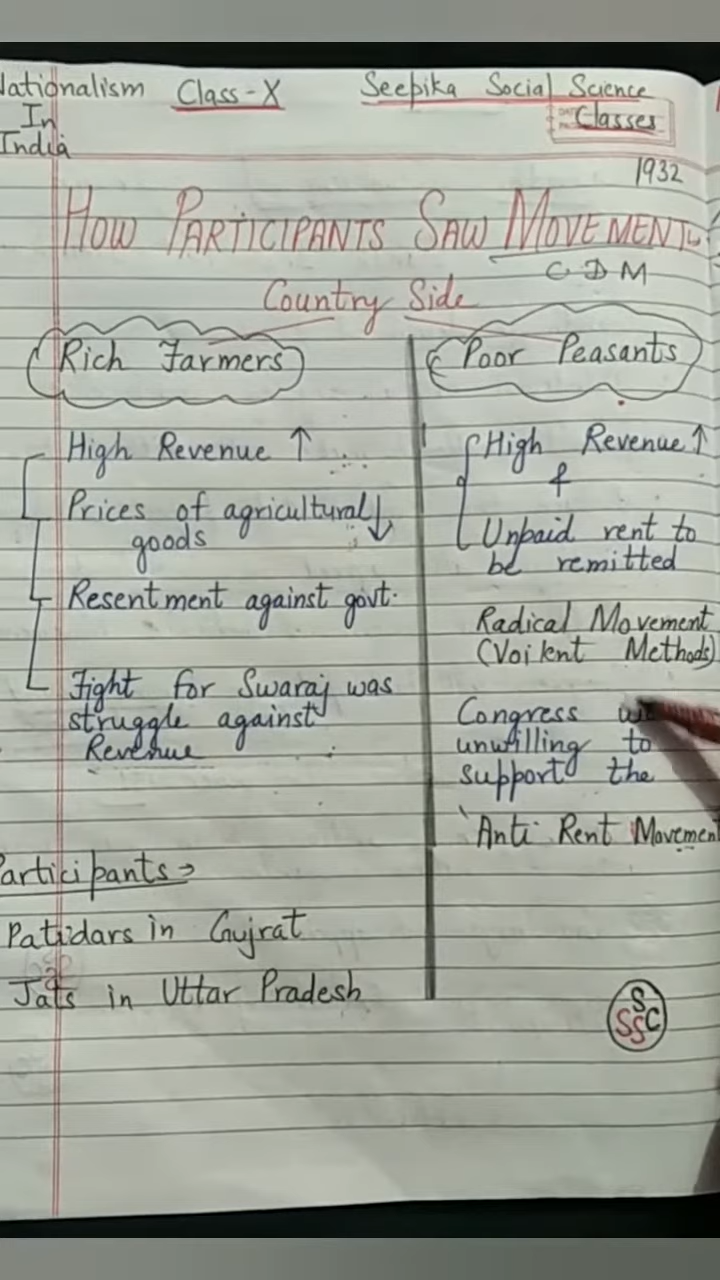 Nationalism
In
India
Class-X
Seepika Social Science
Classes
1932
HOW PARTICIPANTS SAW MOVEMENT
C D M
Country Side
Rich Farmers
High Revenue ↑
Prices of agricultural ↓
goods
Resentment against govt.
Fight for Swaraj was
struggle against
Revenue
Participants →
Patidars in Gujrat
Jats in Uttar Pradesh
Poor Peasants
High Revenue ↑
&
Unpaid rent to
be remitted
Radical Movement
(Voilent Methods)
Congress
unwilling to
support the
'Anti Rent Movement
SSSC